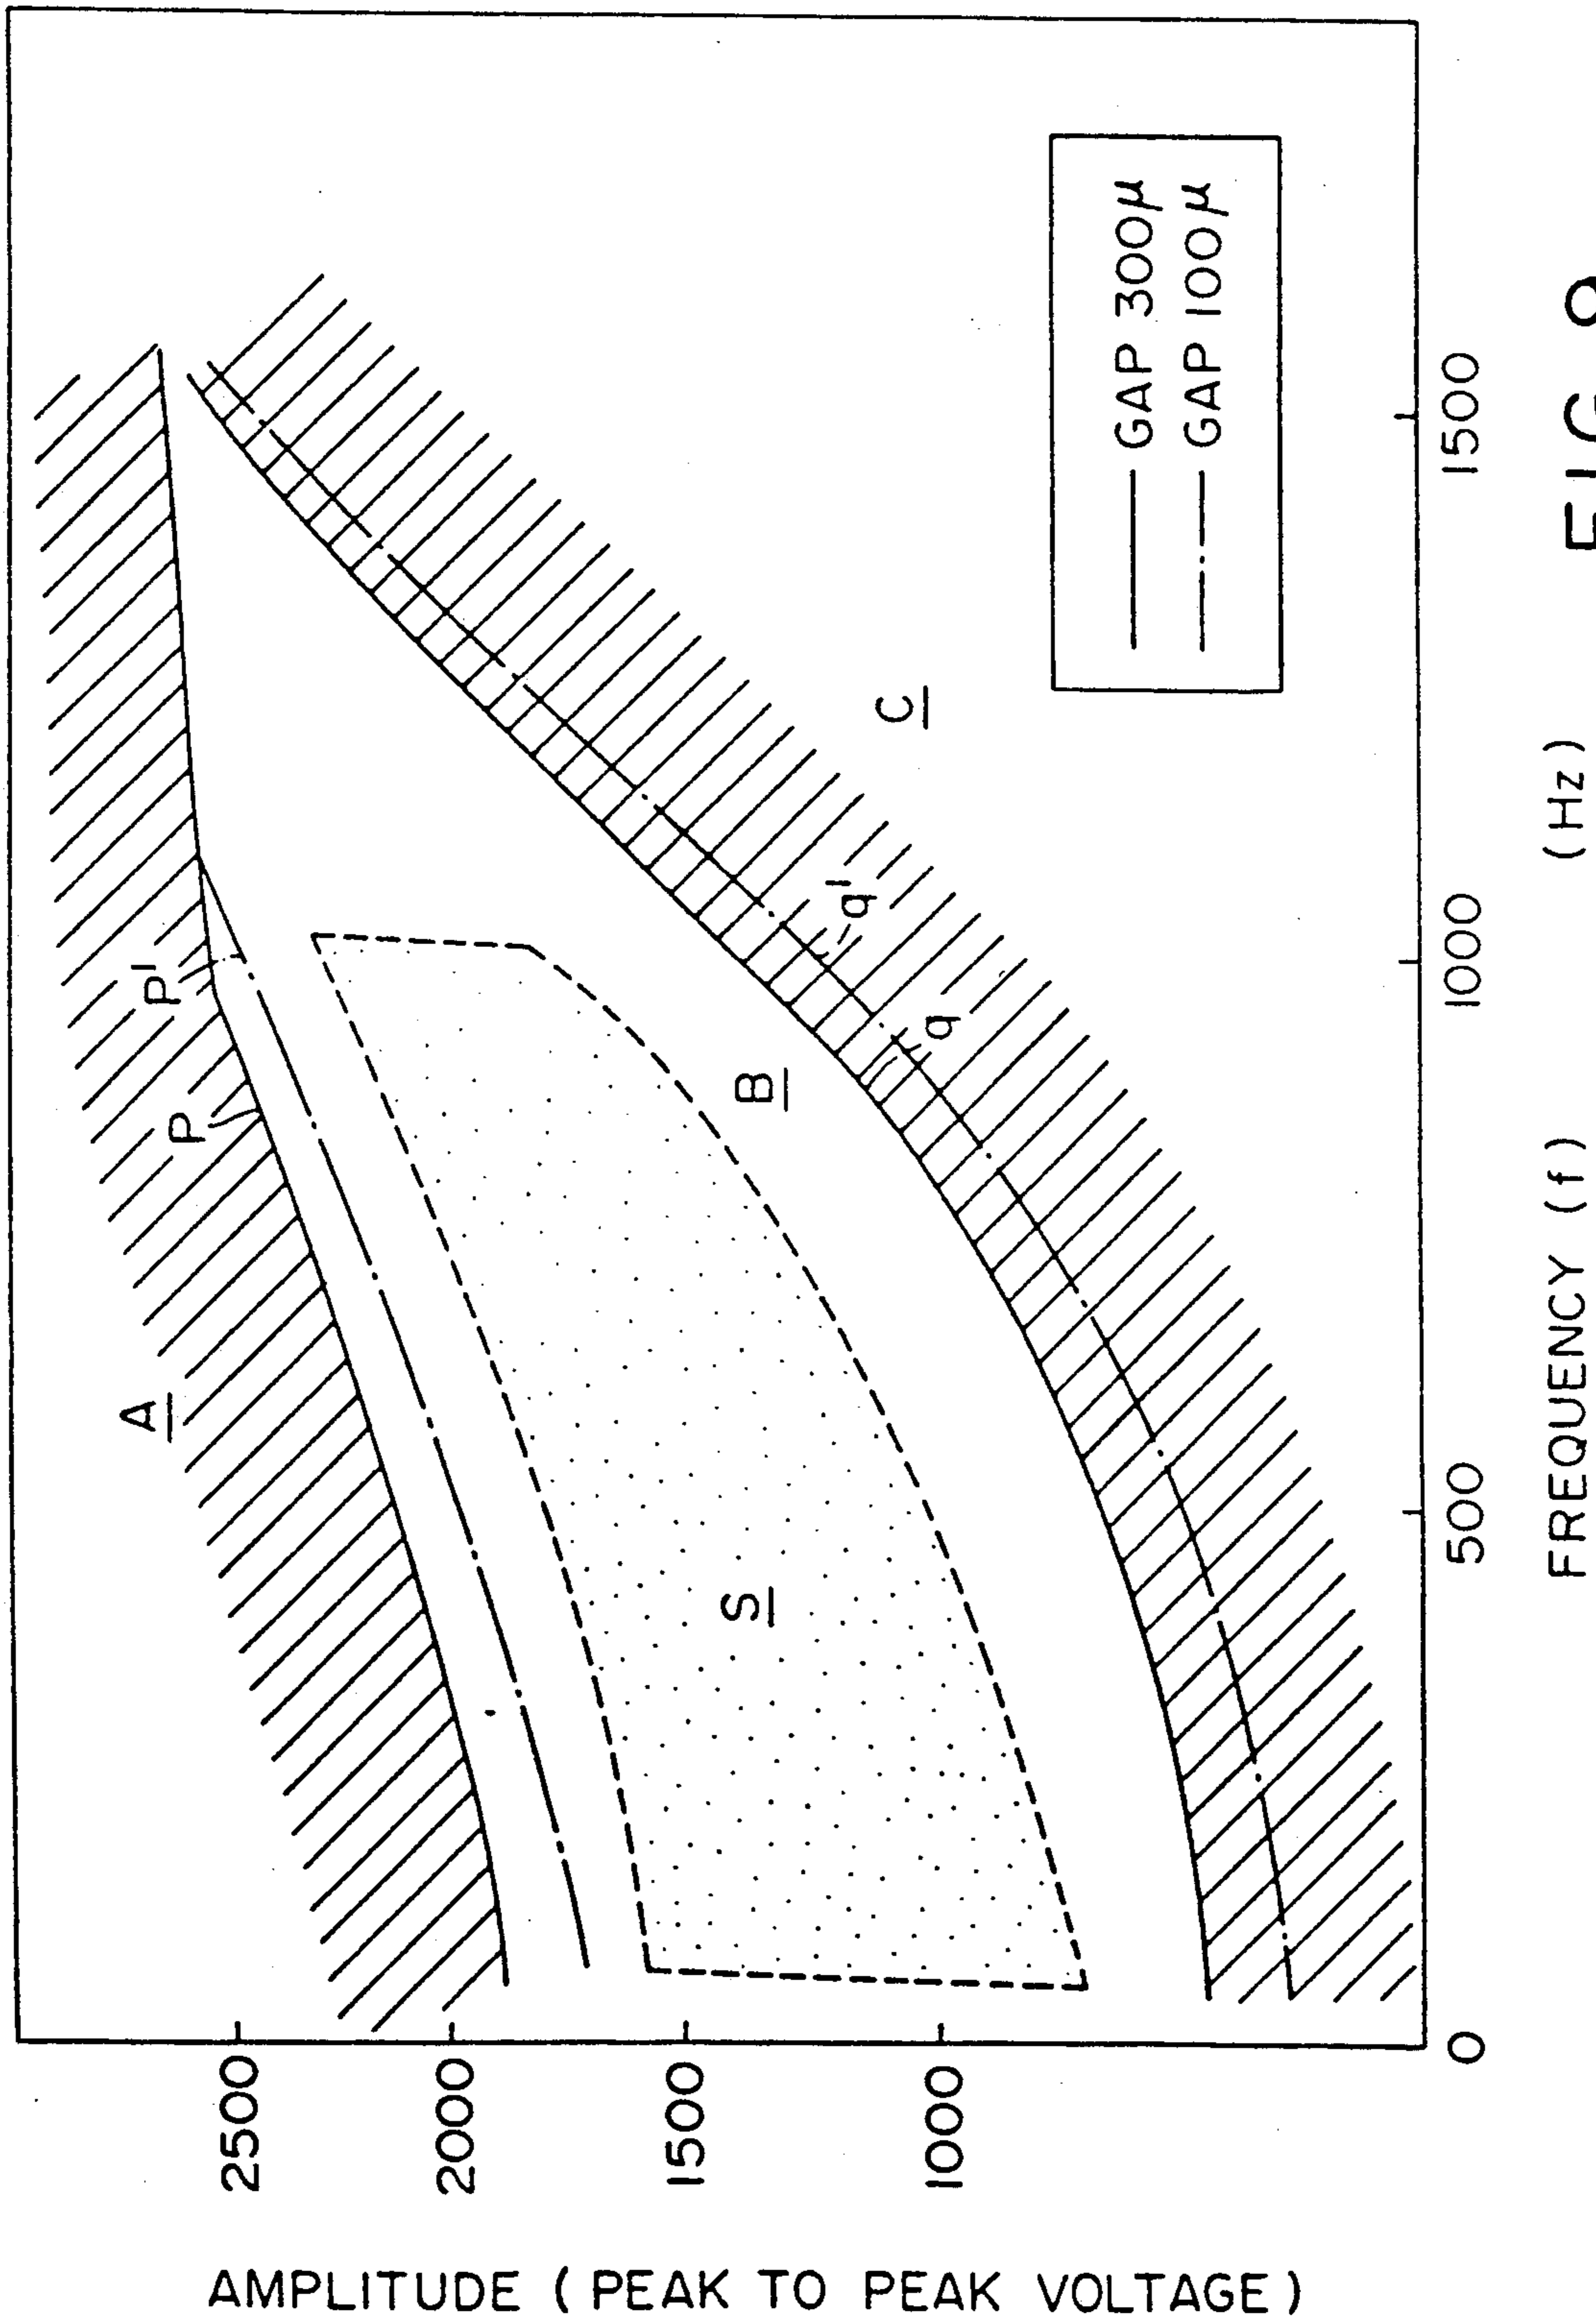 AMPLITUDE ( PEAK TO PEAK VOLTAGE )
2500
2000
1500
1000
A
P
P'
S
B
q
q'
C
GAP 300μ
GAP 100μ
0
500
1000
1500
FREQUENCY (f) (Hz)